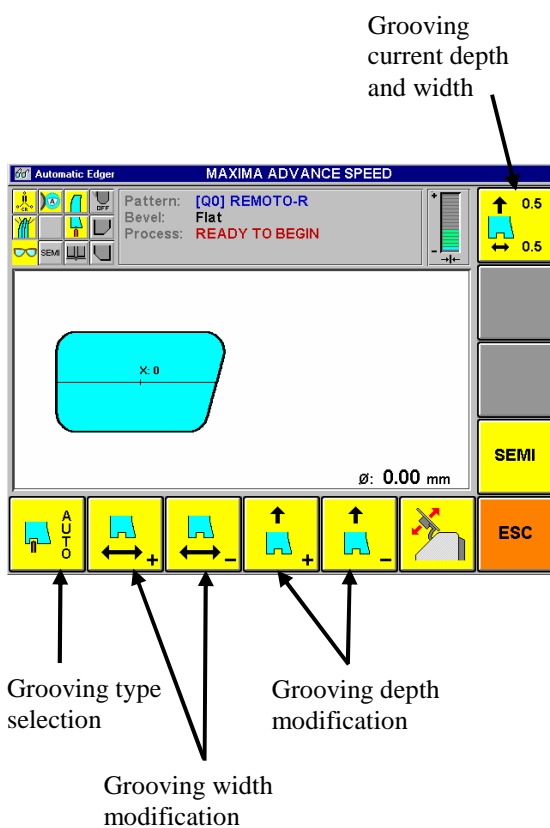 Grooving
current depth
and width
Automatic Edger
MAXIMA ADVANCE SPEED
OFF
Pattern: [Q0] REMOTO-R
Bevel: Flat
Process: READY TO BEGIN
SEMI
+
-
0.5
0.5
X: 0
SEMI
ø: 0.00 mm
AUTO
+
-
+
-
ESC
Grooving type
selection
Grooving depth
modification
Grooving width
modification